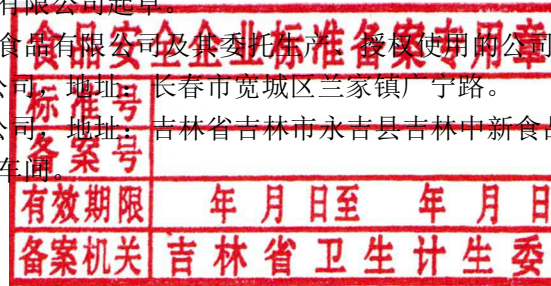 有限公司起草。
食品有限公司及其委托生产、授权使用的公司
公司，地址：长春市宽城区兰家镇广宁路。
公司，地址：吉林省吉林市永吉县吉林中新食
车间。
食品安全企业标准备案专用章
标准号
备案号
有效期限 年 月 日至 年 月 日
备案机关 吉林省卫生计生委